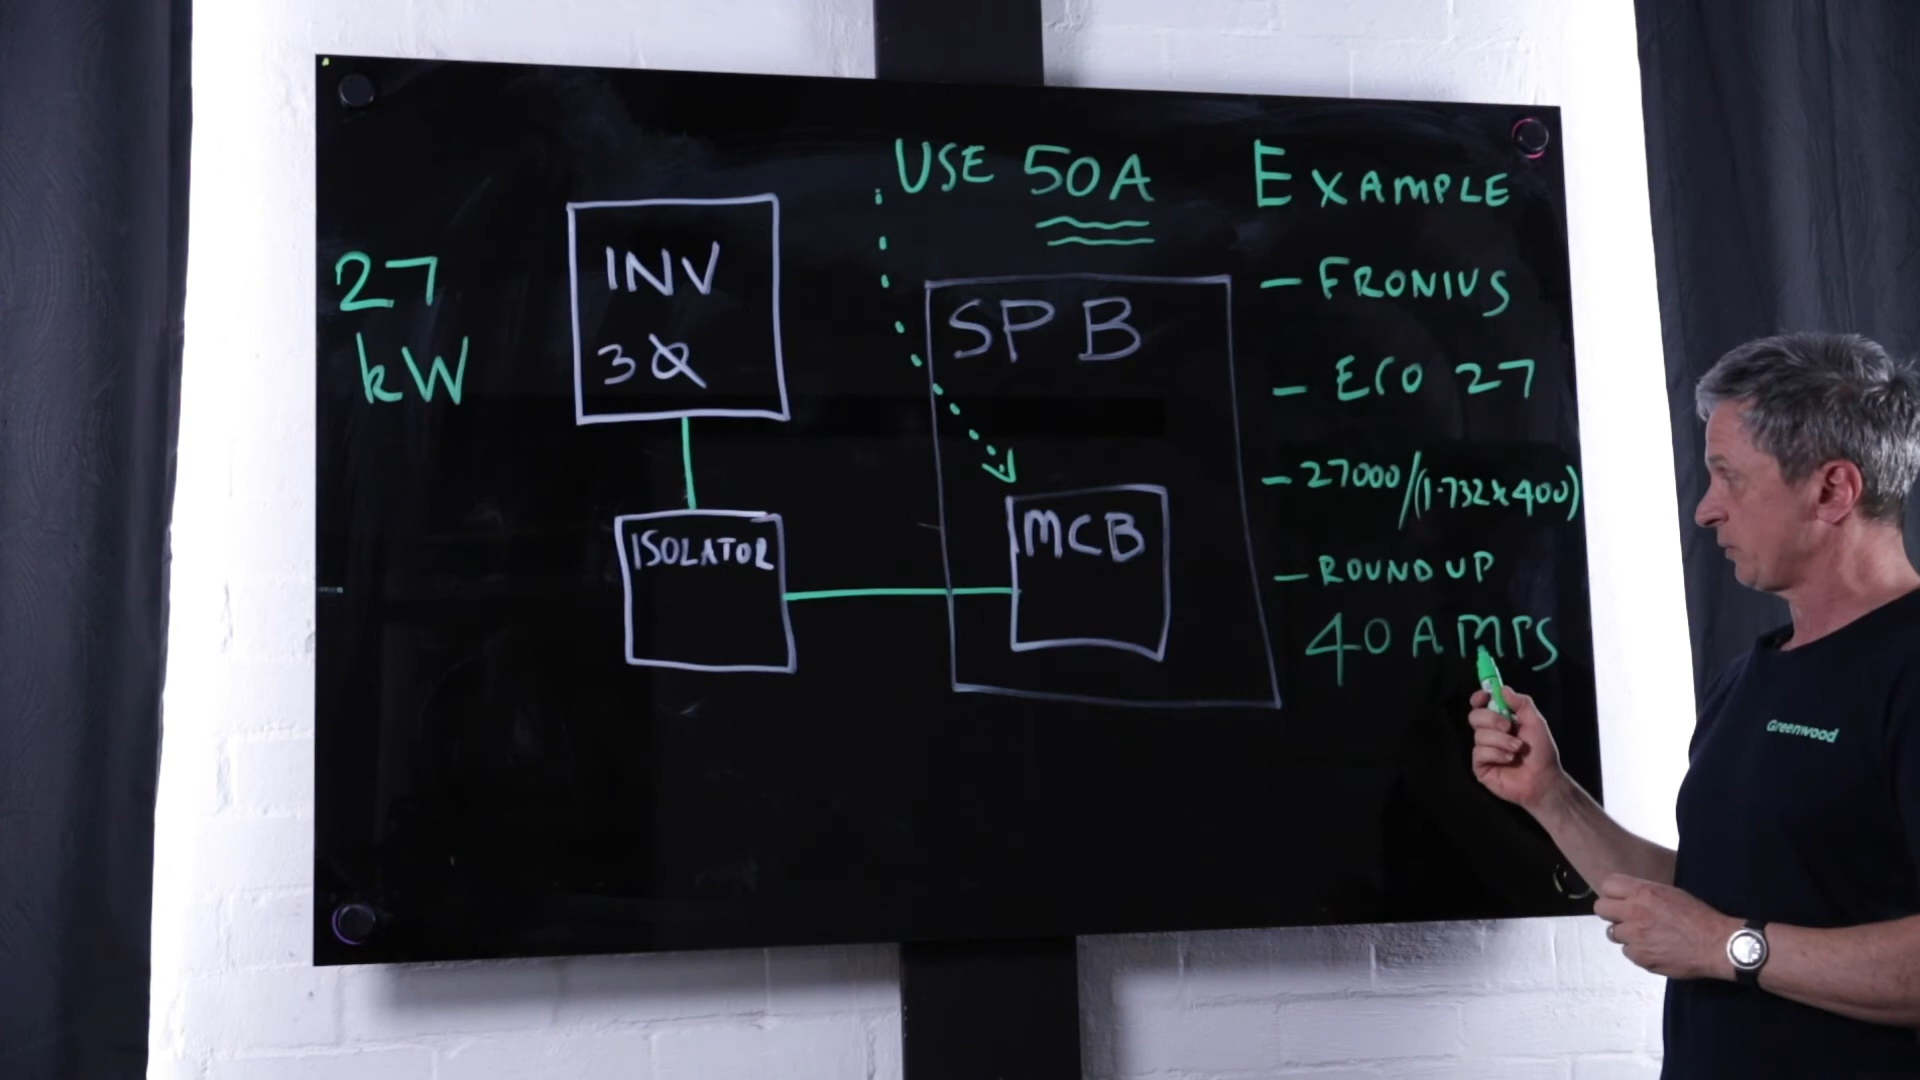 27
kW
INV
3Ø
ISOLATOR
USE 50A
SPB
MCB
EXAMPLE
- FRONIUS
- ECO 27
- 27000/(1.732x400)
- ROUND UP
40 AMPS
Greenwood